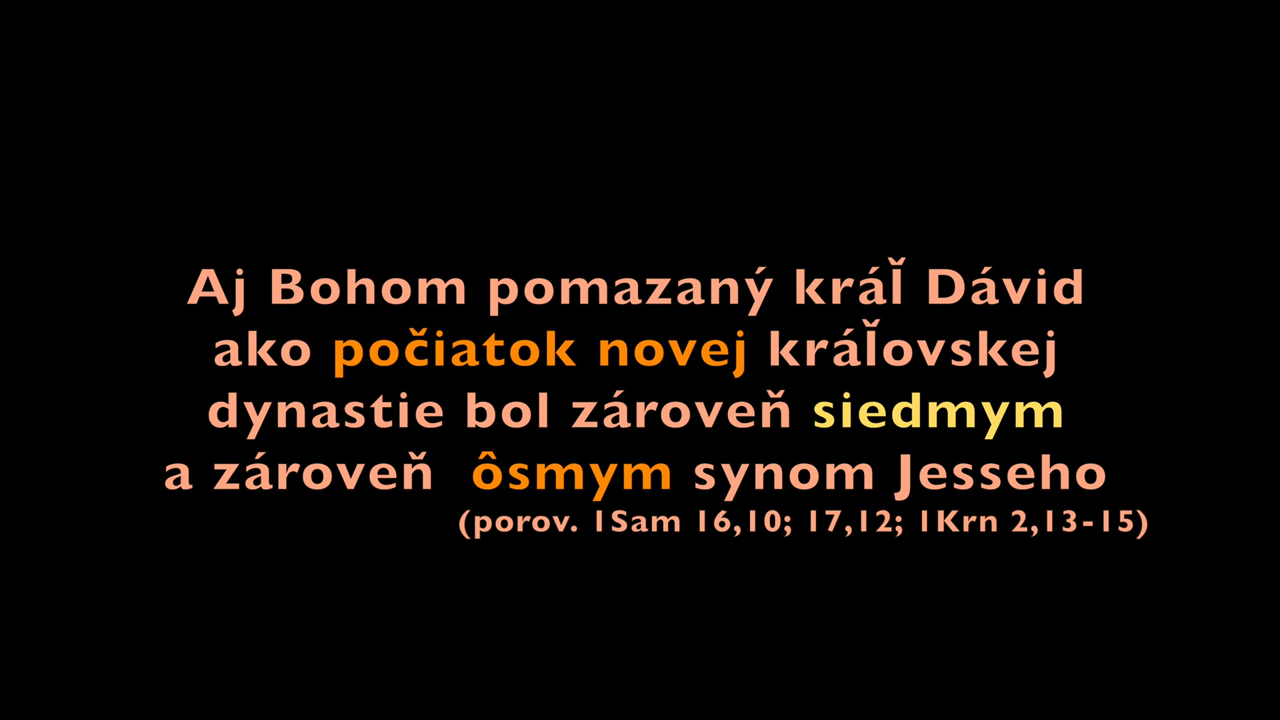 Aj Bohom pomazaný kráľ Dávid
ako počiatok novej kráľovskej
dynastie bol zároveň siedmym
a zároveň ôsmym synom Jesseho
(porov. 1Sam 16,10; 17,12; 1Krn 2,13-15)